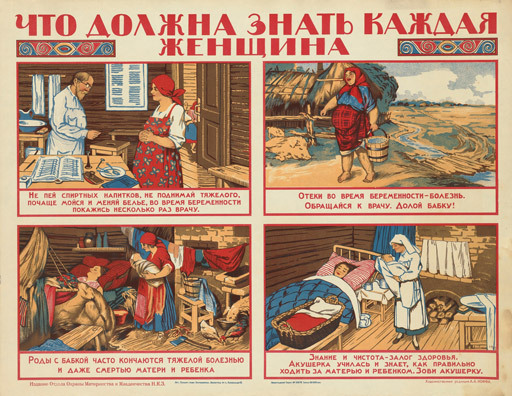 ЧТО ДОЛЖНА ЗНАТЬ КАЖДАЯ
ЖЕНЩИНА
НЕ ПЕЙ СПИРТНЫХ НАПИТКОВ, НЕ ПОДНИМАЙ ТЯЖЕЛОГО,
ПОЧАЩЕ МОЙСЯ И МЕНЯЙ БЕЛЬЕ, ВО ВРЕМЯ БЕРЕМЕННОСТИ
ПОКАЖИСЬ НЕСКОЛЬКО РАЗ ВРАЧУ.
ОТЕКИ ВО ВРЕМЯ БЕРЕМЕННОСТИ-БОЛЕЗНЬ.
ОБРАЩАЙСЯ К ВРАЧУ. ДОЛОЙ БАБКУ!
РОДЫ С БАБКОЙ ЧАСТО КОНЧАЮТСЯ ТЯЖЕЛОЙ БОЛЕЗНЬЮ
И ДАЖЕ СМЕРТЬЮ МАТЕРИ И РЕБЕНКА
ЗНАНИЕ И ЧИСТОТА-ЗАЛОГ ЗДОРОВЬЯ.
АКУШЕРКА УЧИЛАСЬ И ЗНАЕТ, КАК ПРАВИЛЬНО
ХОДИТЬ ЗА МАТЕРЬЮ И РЕБЕНКОМ. ЗОВИ АКУШЕРКУ.
Издание Отдела Охраны Материнства и Младенчества Н.К.З.